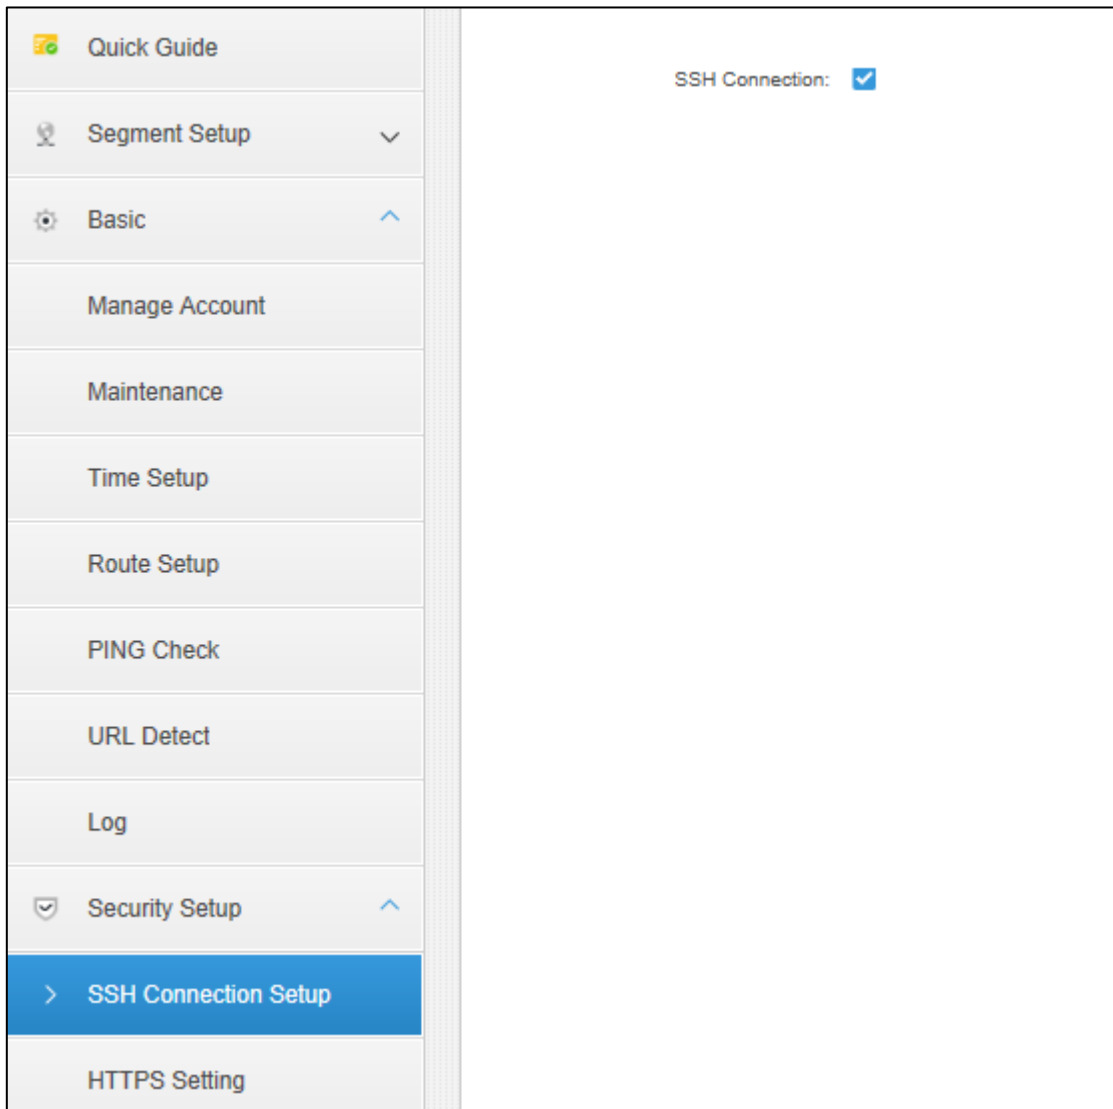 Quick Guide
Segment Setup
Basic
Manage Account
Maintenance
Time Setup
Route Setup
PING Check
URL Detect
Log
Security Setup
SSH Connection Setup
HTTPS Setting
SSH Connection: